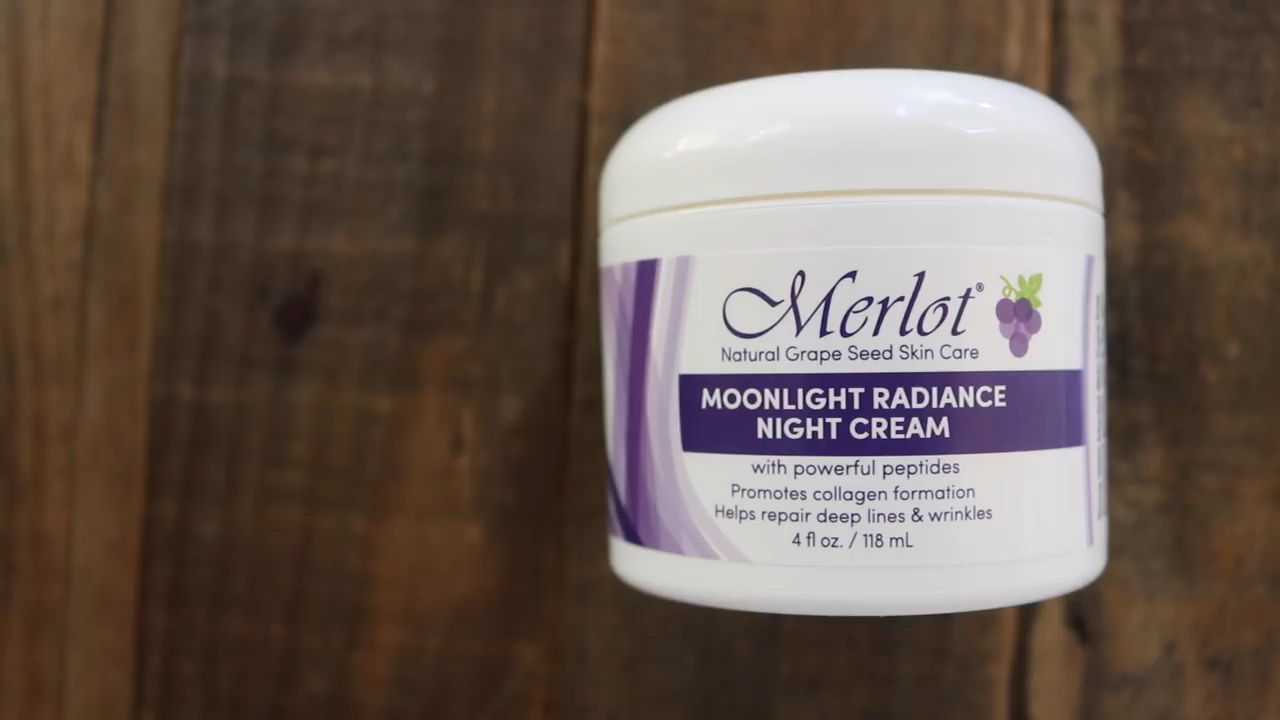 Merlot®
Natural Grape Seed Skin Care
MOONLIGHT RADIANCE
NIGHT CREAM
with powerful peptides
Promotes collagen formation
Helps repair deep lines & wrinkles
4 fl oz. / 118 mL